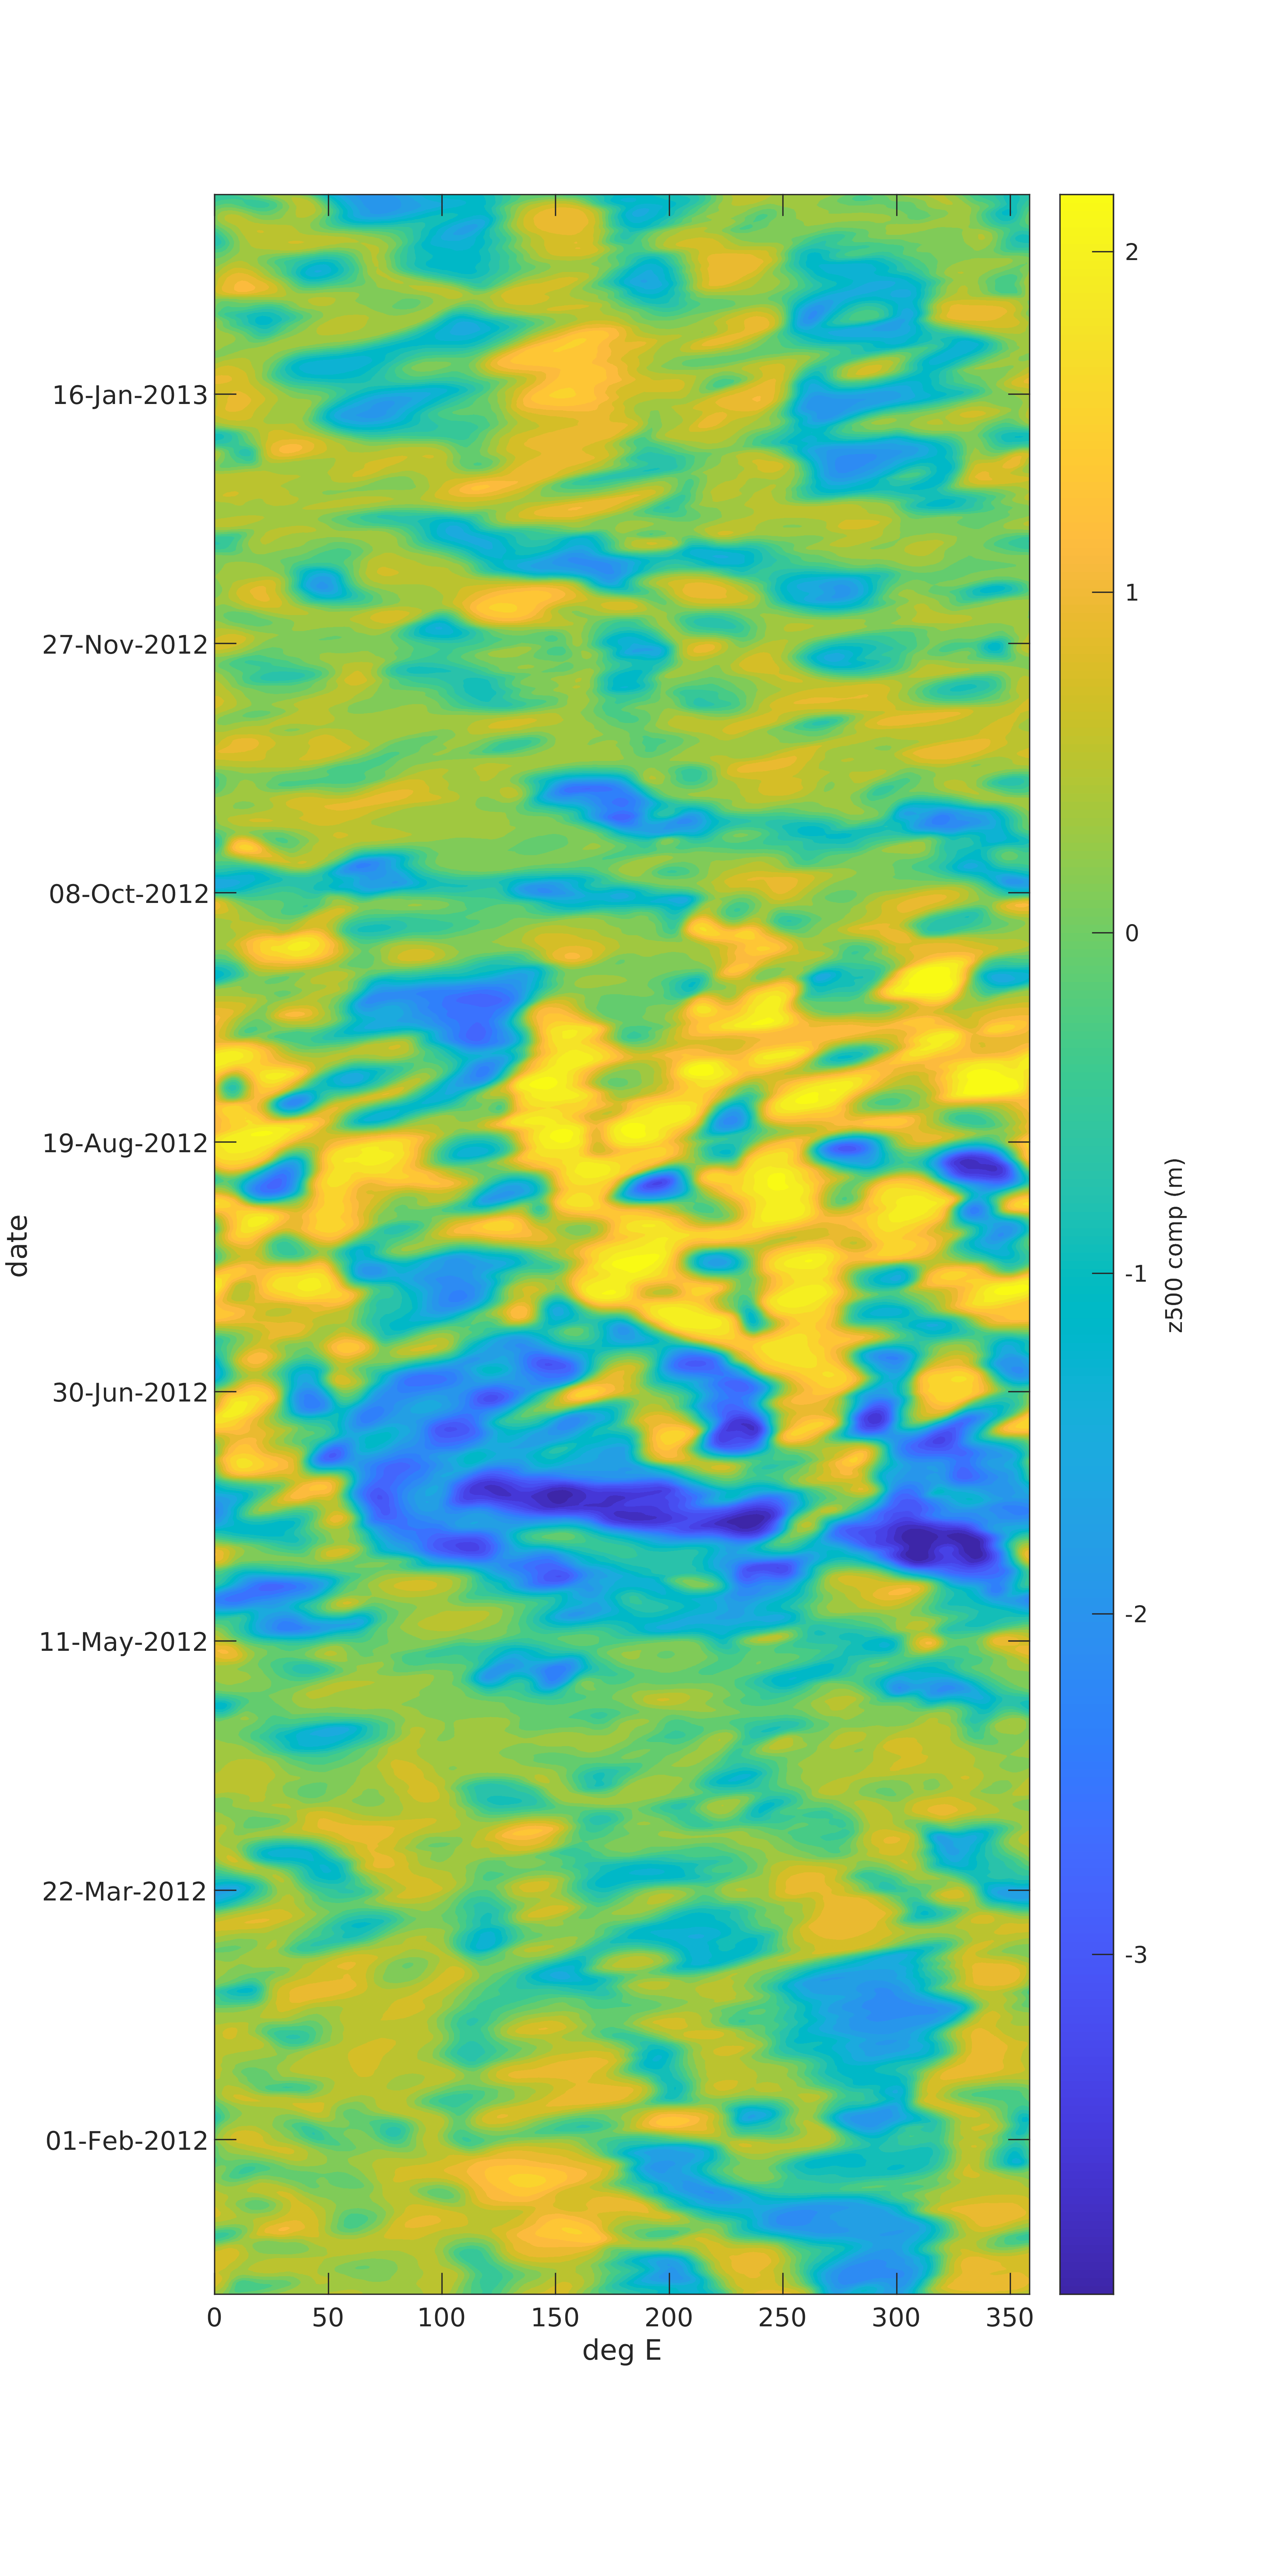 16-Jan-2013
27-Nov-2012
08-Oct-2012
19-Aug-2012
30-Jun-2012
11-May-2012
22-Mar-2012
01-Feb-2012
date
0 50 100 150 200 250 300 350
deg E
2
1
0
-1
-2
-3
z500 comp (m)